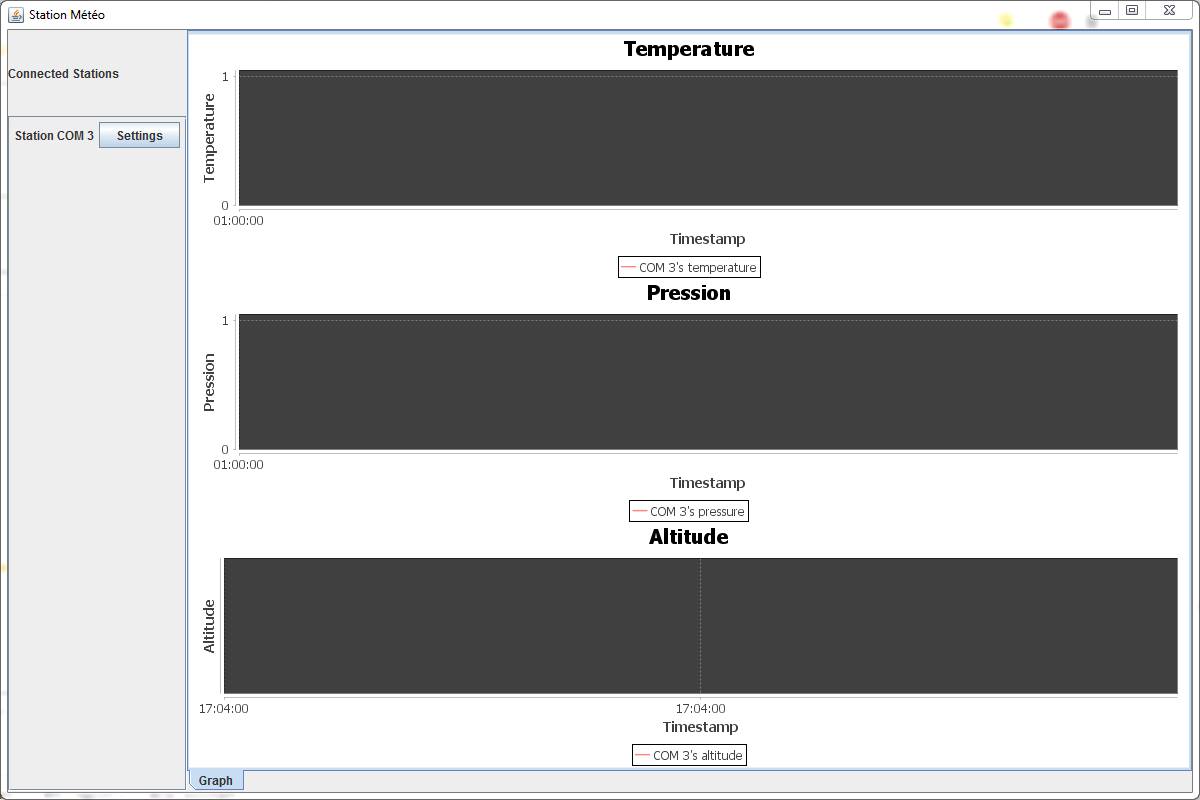 Station Météo
Connected Stations
Station COM 3 Settings
Temperature
Temperature
1
0
01:00:00
Timestamp
COM 3's temperature
Pression
Pression
1
0
01:00:00
Timestamp
COM 3's pressure
Altitude
Altitude
17:04:00 17:04:00
Timestamp
COM 3's altitude
Graph